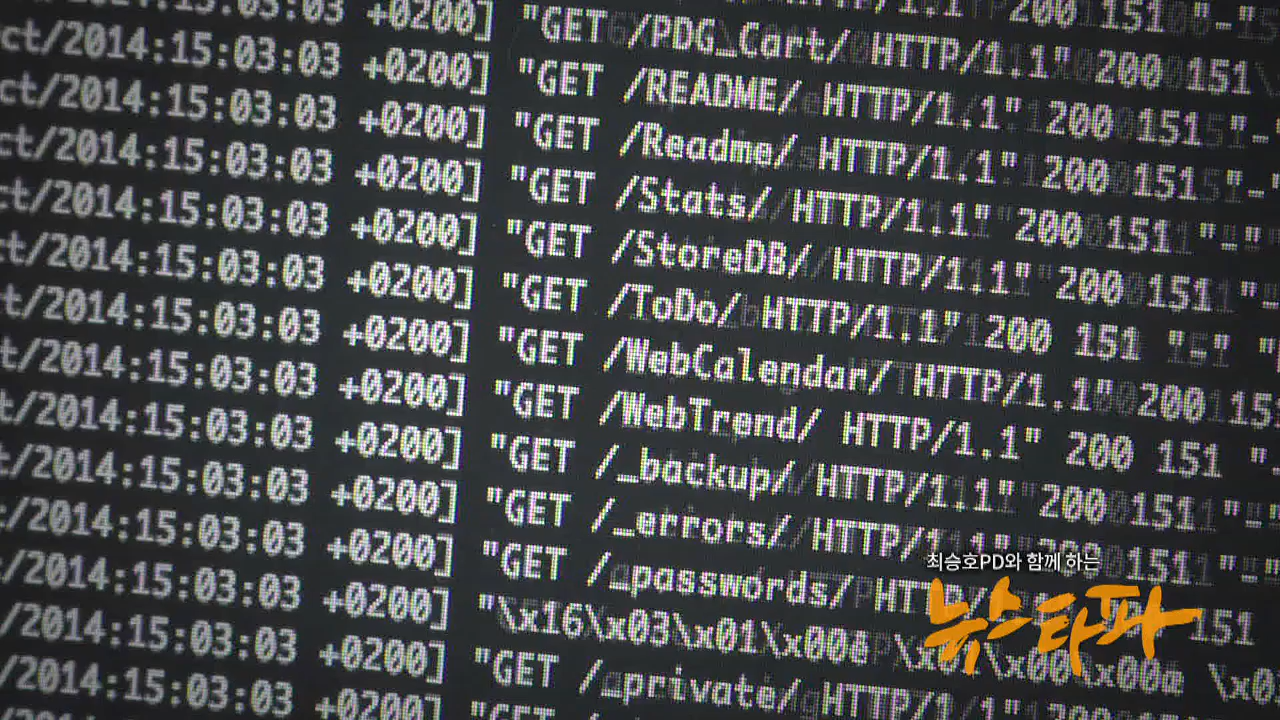 +0200] "GET /PDG_Cart/ HTTP/1.1" 200 151
ct/2014:15:03:03 +0200] "GET /README/ HTTP/1.1" 200 151
ct/2014:15:03:03 +0200] "GET /Readme/ HTTP/1.1" 200 151 "-
ct/2014:15:03:03 +0200] "GET /Stats/ HTTP/1.1" 200 151 "-"
ct/2014:15:03:03 +0200] "GET /StoreDB/ HTTP/1.1" 200 151 "-
ct/2014:15:03:03 +0200] "GET /ToDo/ HTTP/1.1" 200 151 "-" "
t/2014:15:03:03 +0200] "GET /WebCalendar/ HTTP/1.1" 200 151
t/2014:15:03:03 +0200] "GET /WebTrend/ HTTP/1.1" 200 151 "-
t/2014:15:03:03 +0200] "GET /_backup/ HTTP/1.1" 200 151 "-"
t/2014:15:03:03 +0200] "GET /_errors/ HTTP/1.1" 200 151 "-"
/2014:15:03:03 +0200] "GET /_passwords/ 151
/2014:15:03:03 +0200] "\x16\x03\x01\x00
/2014:15:03:03 +0200] "GET /_private/ HTTP/1.1"
최승호PD와 함께 하는
뉴스타파